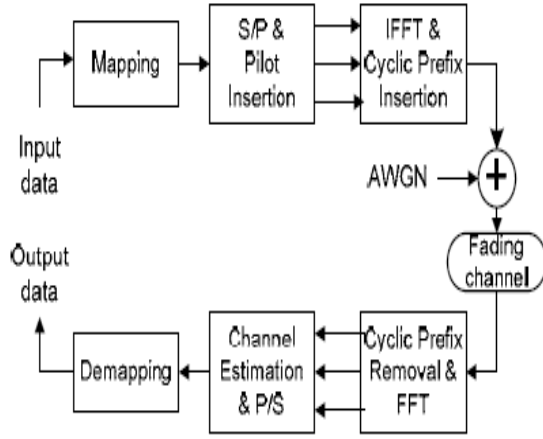 Mapping
S/P &
Pilot
Insertion
IFFT &
Cyclic Prefix
Insertion
Input
data
AWGN
+
Fading
channel
Output
data
Demapping
Channel
Estimation
& P/S
Cyclic Prefix
Removal &
FFT